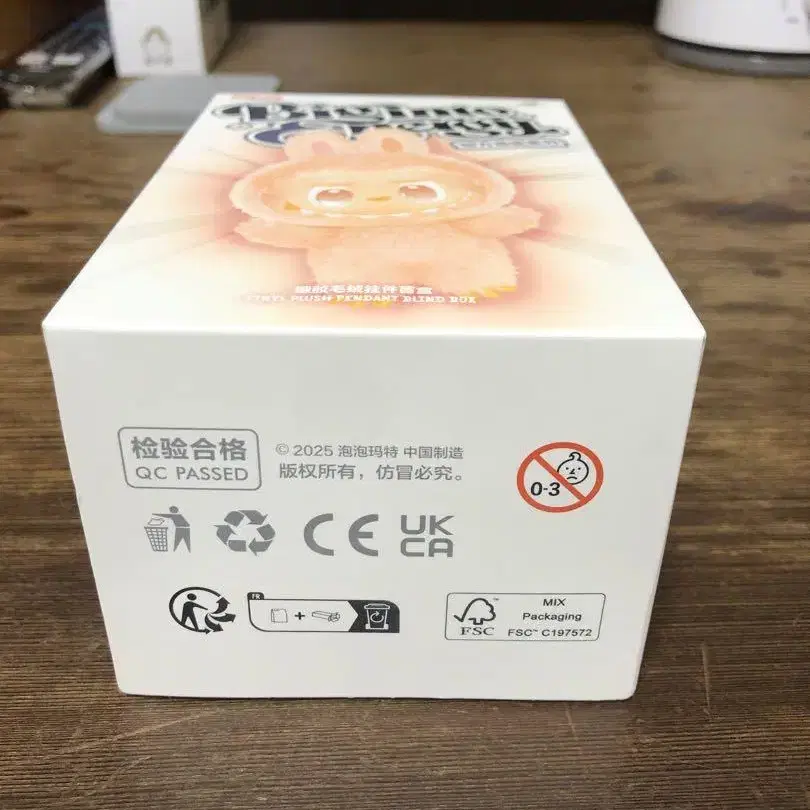 搪胶毛绒挂件盲盒
VINYL PLUSH PENDANT BLIND BOX
检验合格
QC PASSED
© 2025 泡泡玛特 中国制造
版权所有，仿冒必究。
0-3
CE
UK
CA
FR
+
FSC™
MIX
Packaging
FSC™ C197572